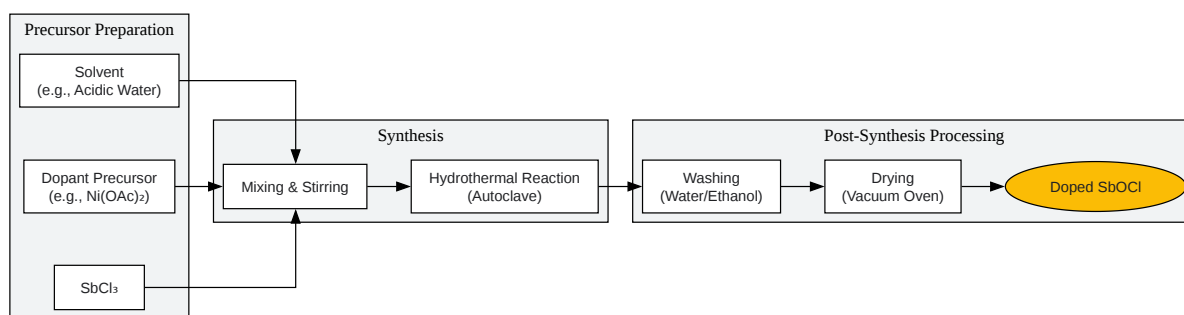 Precursor Preparation
Solvent
(e.g., Acidic Water)
Dopant Precursor
(e.g., Ni(OAc)₂)
SbCl₃
Synthesis
Mixing & Stirring
Hydrothermal Reaction
(Autoclave)
Post-Synthesis Processing
Washing
(Water/Ethanol)
Drying
(Vacuum Oven)
Doped SbOCl